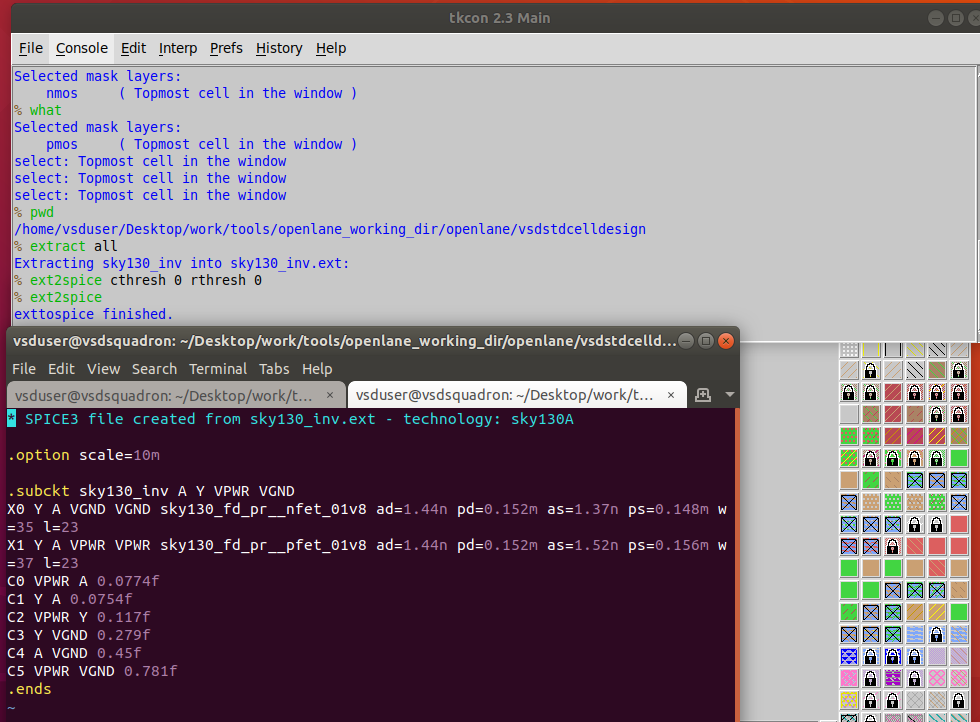 tkcon 2.3 Main
File Console Edit Interp Prefs History Help
Selected mask layers:
    nmos     ( Topmost cell in the window )
% what
Selected mask layers:
    pmos     ( Topmost cell in the window )
select: Topmost cell in the window
select: Topmost cell in the window
select: Topmost cell in the window
% pwd
/home/vsduser/Desktop/work/tools/openlane_working_dir/openlane/vsdstdcelldesign
% extract all
Extracting sky130_inv into sky130_inv.ext:
% ext2spice cthresh 0 rthresh 0
% ext2spice
exttospice finished.
vsduser@vsdsquadron: ~/Desktop/work/tools/openlane_working_dir/openlane/vsdstdcelld...
File Edit View Search Terminal Tabs Help
vsduser@vsdsquadron: ~/Desktop/work/t... × vsduser@vsdsquadron: ~/Desktop/work/t... ×
* SPICE3 file created from sky130_inv.ext - technology: sky130A
.option scale=10m
.subckt sky130_inv A Y VPWR VGND
X0 Y A VGND VGND sky130_fd_pr__nfet_01v8 ad=1.44n pd=0.152m as=1.37n ps=0.148m w
=35 l=23
X1 Y A VPWR VPWR sky130_fd_pr__pfet_01v8 ad=1.44n pd=0.152m as=1.52n ps=0.156m w
=37 l=23
C0 VPWR A 0.0774f
C1 Y A 0.0754f
C2 VPWR Y 0.117f
C3 Y VGND 0.279f
C4 A VGND 0.45f
C5 VPWR VGND 0.781f
.ends
~